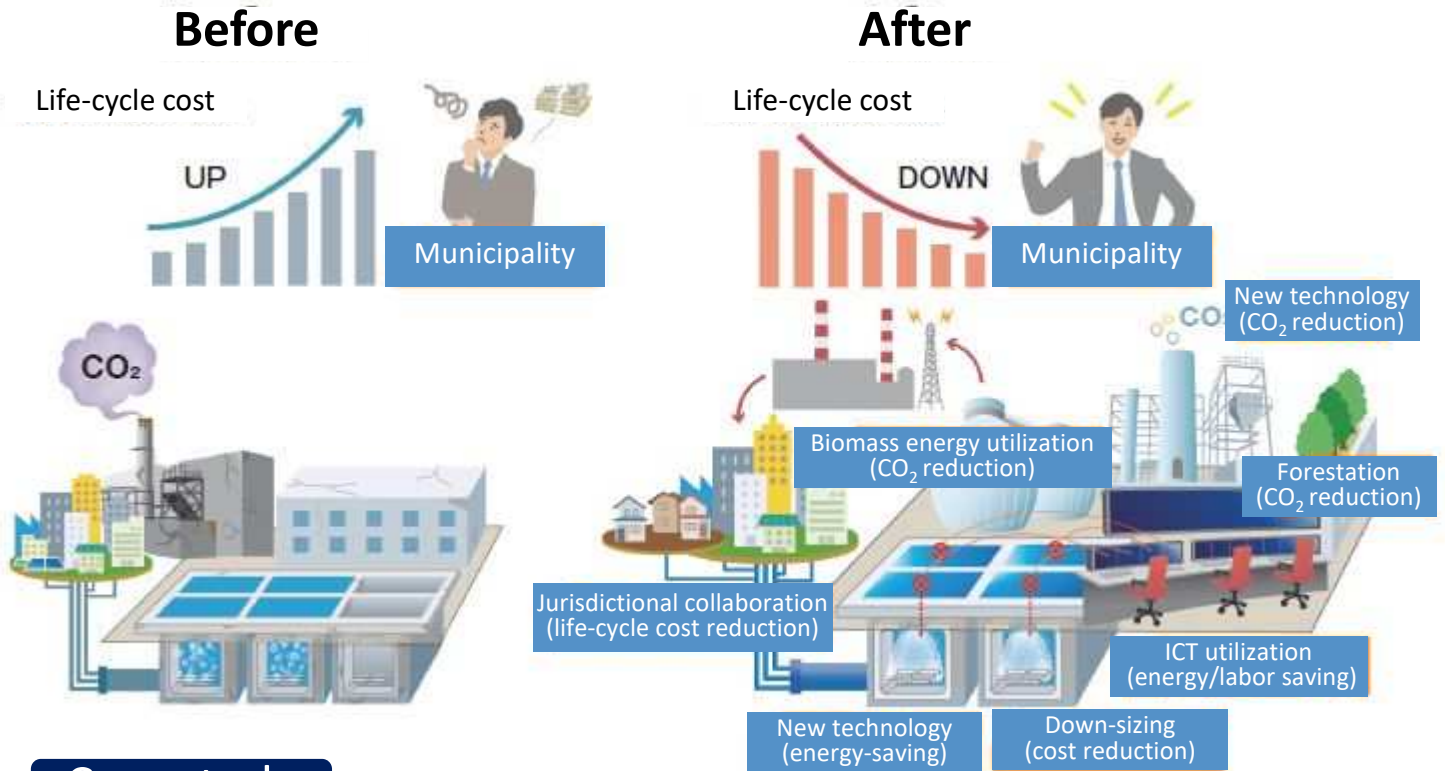 Before
After
Life-cycle cost
UP
Municipality
Life-cycle cost
DOWN
Municipality
New technology
(CO₂ reduction)
CO₂
CO
Biomass energy utilization
(CO₂ reduction)
Forestation
(CO₂ reduction)
Jurisdictional collaboration
(life-cycle cost reduction)
ICT utilization
(energy/labor saving)
New technology
(energy-saving)
Down-sizing
(cost reduction)